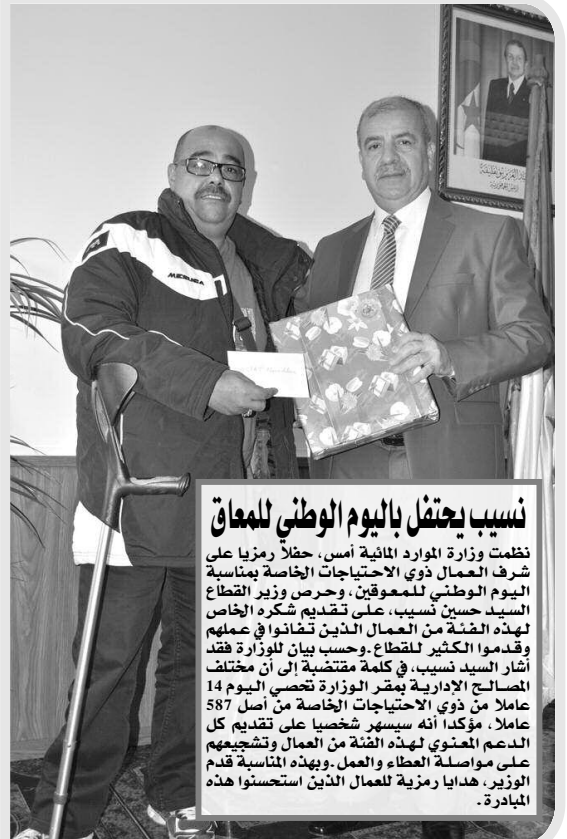 MERUSA
نسيب يحتفل باليوم الوطني للمعاق
نظمت وزارة الموارد المائية أمس، حفلا رمزيا على
شرف العمال ذوي الاحتياجات الخاصة بمناسبة
اليوم الوطني للمعوقين، وحرص وزير القطاع
السيد حسين نسيب، على تقديم شكره الخاص
لهذه الفئة من العمال الذين تفانوا في عملهم
وقدموا الكثير للقطاع.وحسب بيان للوزارة فقد
أشار السيد نسيب، في كلمة مقتضبة إلى أن مختلف
المصالح الإدارية بمقر الوزارة تحصي اليوم 14
عاملا من ذوي الاحتياجات الخاصة من أصل 587
عاملا، مؤكدا أنه سيسهر شخصيا على تقديم كل
الدعم المعنوي لهذه الفئة من العمال وتشجيعهم
على مواصلة العطاء والعمل.وبهذه المناسبة قدم
الوزير، هدايا رمزية للعمال الذين استحسنوا هذه
المبادرة.